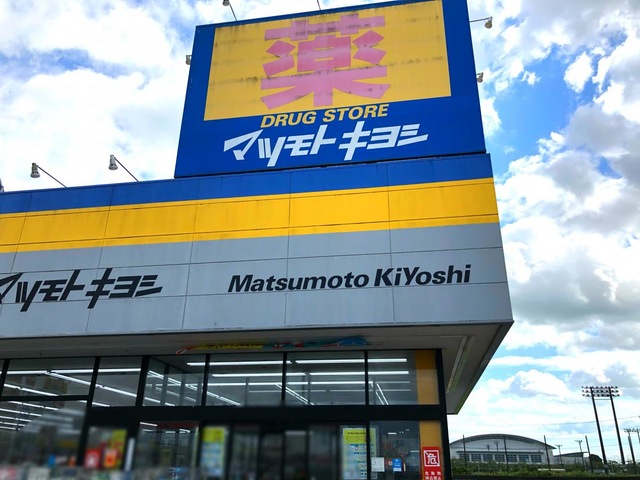 薬
DRUG STORE
マツモトキヨシ
マツモトキヨシ
Matsumoto KiYoshi
危